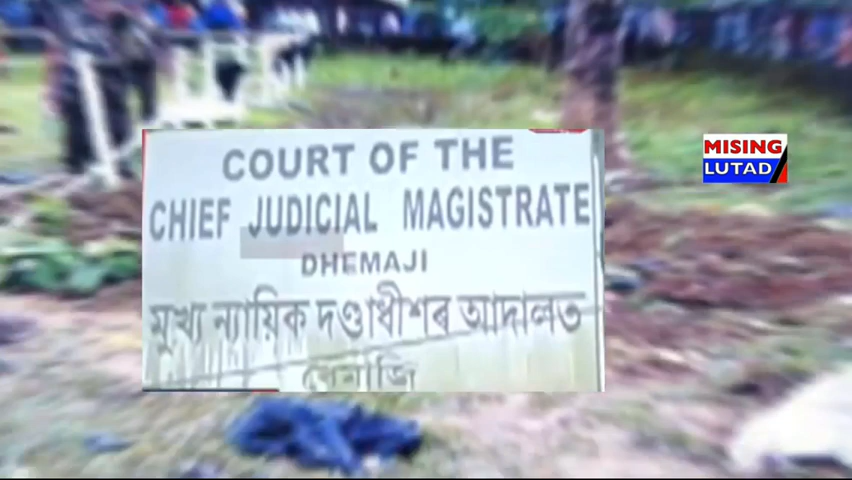 COURT OF THE
CHIEF JUDICIAL MAGISTRATE
DHEMAJI
মুখ্য ন্যায়িক দণ্ডাধীশৰ আদালত
ধেমাজি
MISING
LUTAD